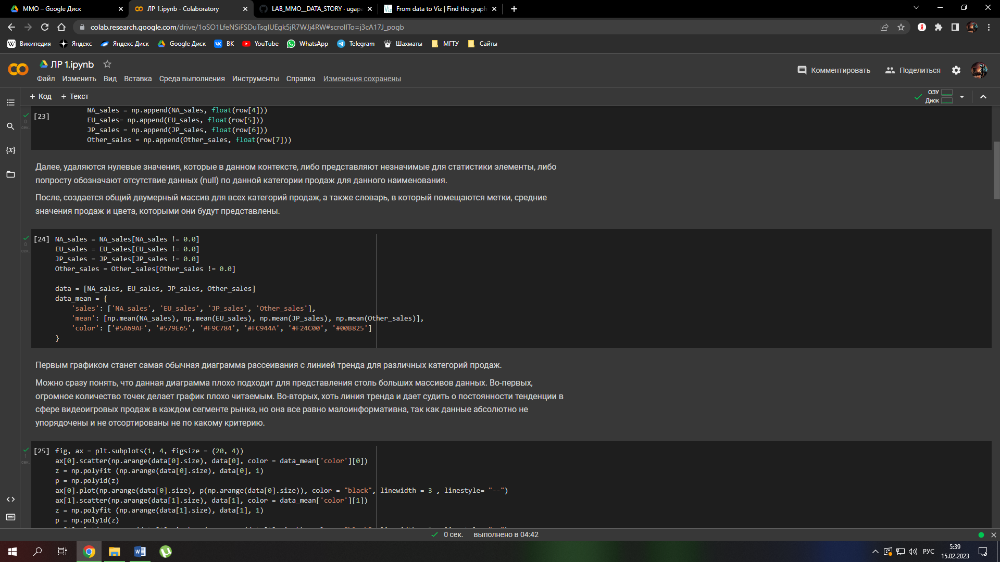 MMO – Google Диск
ЛР 1.ipynb - Colaboratory
LAB_MMO__DATA_STORY · ugapa
From data to Viz | Find the graph
colab.research.google.com/drive/1oSO1LfeNSiFSDuTsgIUEgk5jR7WJj4RW#scrollTo=j3cA17J_pogb
Википедия
Яндекс
Яндекс Диск
Google Диск
ВК
YouTube
WhatsApp
Telegram
Шахматы
МГТУ
Сайты
ЛР 1.ipynb
Комментировать
Поделиться
Файл Изменить Вид Вставка Среда выполнения Инструменты Справка Изменения сохранены
+ Код + Текст
ОЗУ
Диск
[23]
0
сек.
NA_sales = np.append(NA_sales, float(row[4]))
EU_sales= np.append(EU_sales, float(row[5]))
JP_sales = np.append(JP_sales, float(row[6]))
Other_sales = np.append(Other_sales, float(row[7]))
Далее, удаляются нулевые значения, которые в данном контексте, либо представляют незначимые для статистики элементы, либо
попросту обозначают отсутствие данных (null) по данной категории продаж для данного наименования.
После, создается общий двумерный массив для всех категорий продаж, а также словарь, в который помещаются метки, средние
значения продаж и цвета, которыми они будут представлены.
[24]
0
сек.
NA_sales = NA_sales[NA_sales != 0.0]
EU_sales = EU_sales[EU_sales != 0.0]
JP_sales = JP_sales[JP_sales != 0.0]
Other_sales = Other_sales[Other_sales != 0.0]
data = [NA_sales, EU_sales, JP_sales, Other_sales]
data_mean = {
'sales': ['NA_sales', 'EU_sales', 'JP_sales', 'Other_sales'],
'mean': [np.mean(NA_sales), np.mean(EU_sales), np.mean(JP_sales), np.mean(Other_sales)],
'color': ['#5A69AF', '#579E65', '#F9C784', '#FC944A', '#F24C00', '#00B825']
}
Первым графиком станет самая обычная диаграмма рассеивания с линией тренда для различных категорий продаж.
Можно сразу понять, что данная диаграмма плохо подходит для представления столь больших массивов данных. Во-первых,
огромное количество точек делает график плохо читаемым. Во-вторых, хоть линия тренда и дает судить о постоянности тенденции в
сфере видеоигровых продаж в каждом сегменте рынка, но она все равно малоинформативна, так как данные абсолютно не
упорядочены и не отсортированы не по какому критерию.
[25]
1
сек.
fig, ax = plt.subplots(1, 4, figsize = (20, 4))
ax[0].scatter(np.arange(data[0].size), data[0], color = data_mean['color'][0])
z = np.polyfit (np.arange(data[0].size), data[0], 1)
p = np.poly1d(z)
ax[0].plot(np.arange(data[0].size), p(np.arange(data[0].size)), color = "black", linewidth = 3 , linestyle= "--")
ax[1].scatter(np.arange(data[1].size), data[1], color = data_mean['color'][1])
z = np.polyfit (np.arange(data[1].size), data[1], 1)
p = np.poly1d(z)
0 сек. выполнено в 04:42
РУС
5:39
15.02.2023